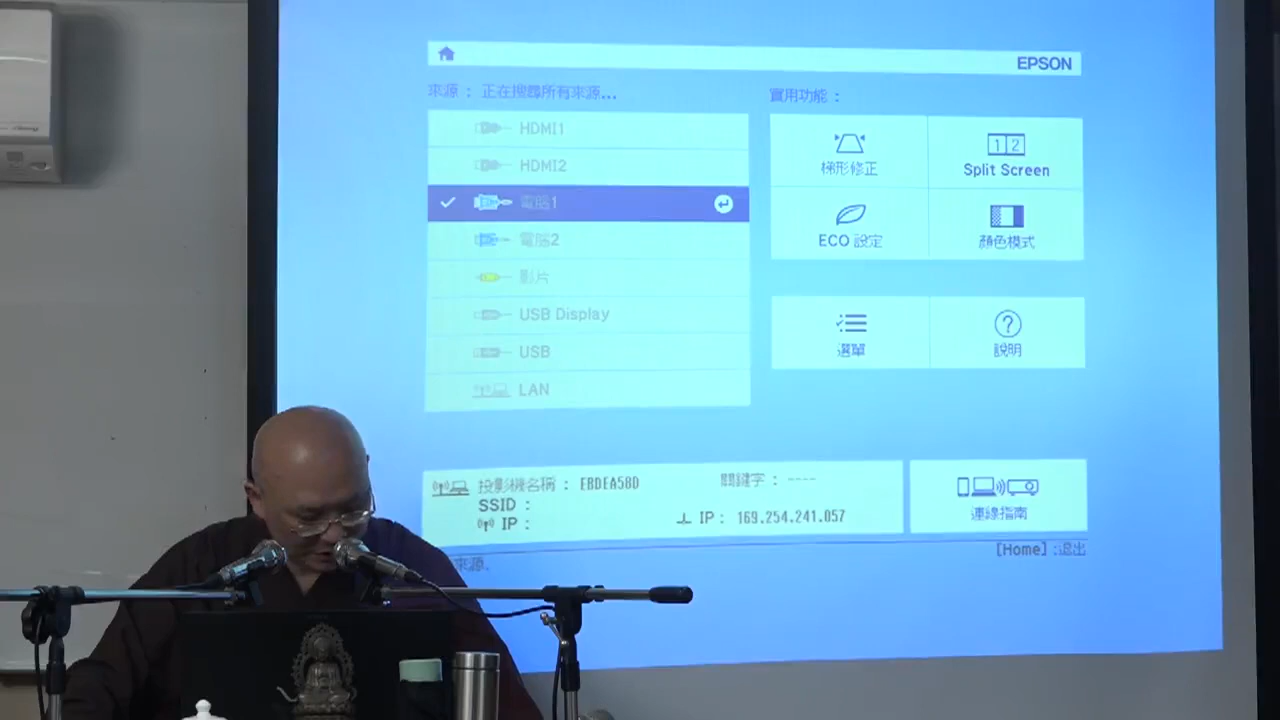 EPSON
來源 : 正在搜尋所有來源...
HDMI1
HDMI2
電腦1
電腦2
影片
USB Display
USB
LAN
實用功能 :
梯形修正
1 2
Split Screen
ECO 設定
顏色模式
選單
說明
投影機名稱 : EBDEA58D
關鍵字 : ----
SSID :
IP :
IP : 169.254.241.057
連線指南
來源.
[Home] :退出